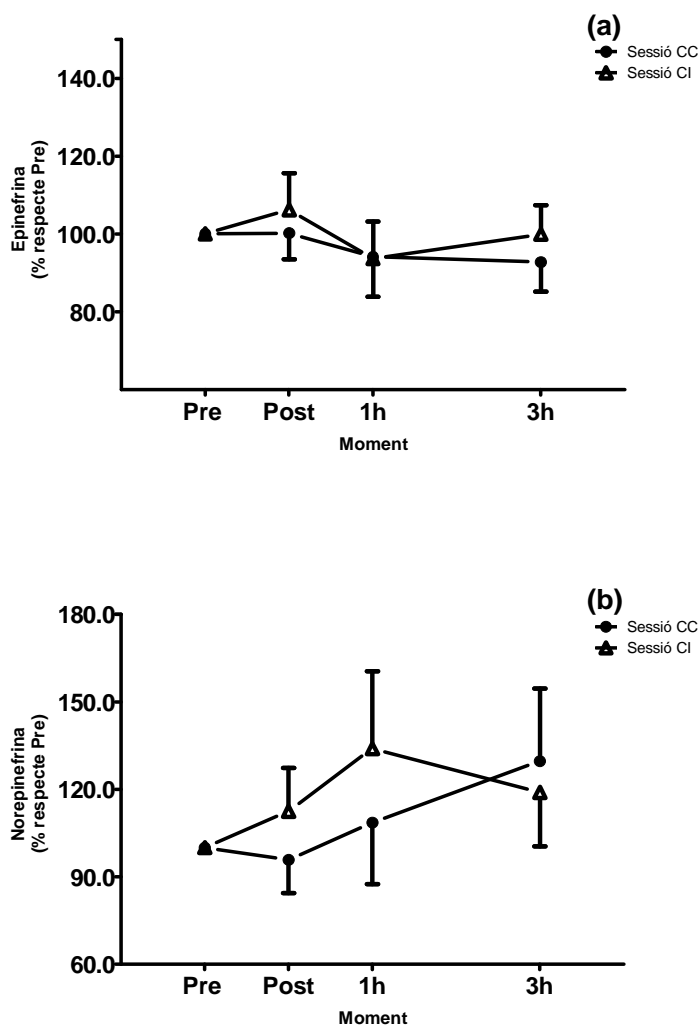 (a)
Sessió CC
Sessió CI
Epinefrina
(% respecte Pre)
140.0
120.0
100.0
80.0
Pre Post 1h 3h
Moment
(b)
Sessió CC
Sessió CI
Norepinefrina
(% respecte Pre)
180.0
150.0
120.0
90.0
60.0
Pre Post 1h 3h
Moment